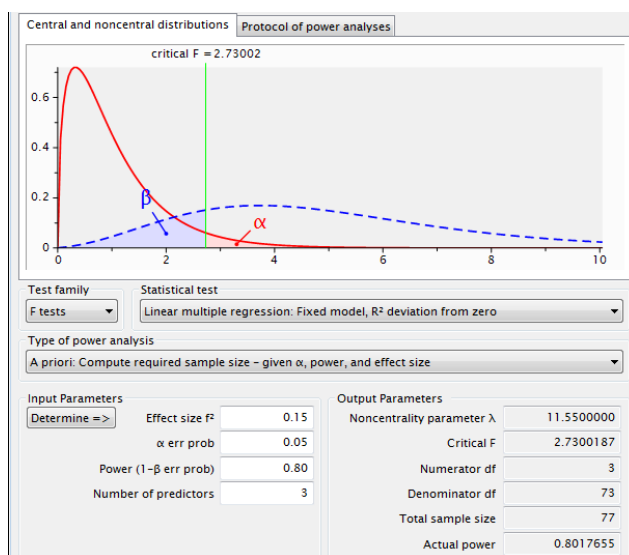 Central and noncentral distributions
Protocol of power analyses
critical F = 2.73002
0.6
0.4
0.2
0
β
α
0
2
4
6
8
10
Test family
Statistical test
F tests
Linear multiple regression: Fixed model, R² deviation from zero
Type of power analysis
A priori: Compute required sample size – given α, power, and effect size
Input Parameters
Output Parameters
Determine =>
Effect size f²
0.15
Noncentrality parameter λ
11.5500000
α err prob
0.05
Critical F
2.7300187
Power (1-β err prob)
0.80
Numerator df
3
Number of predictors
3
Denominator df
73
Total sample size
77
Actual power
0.8017655